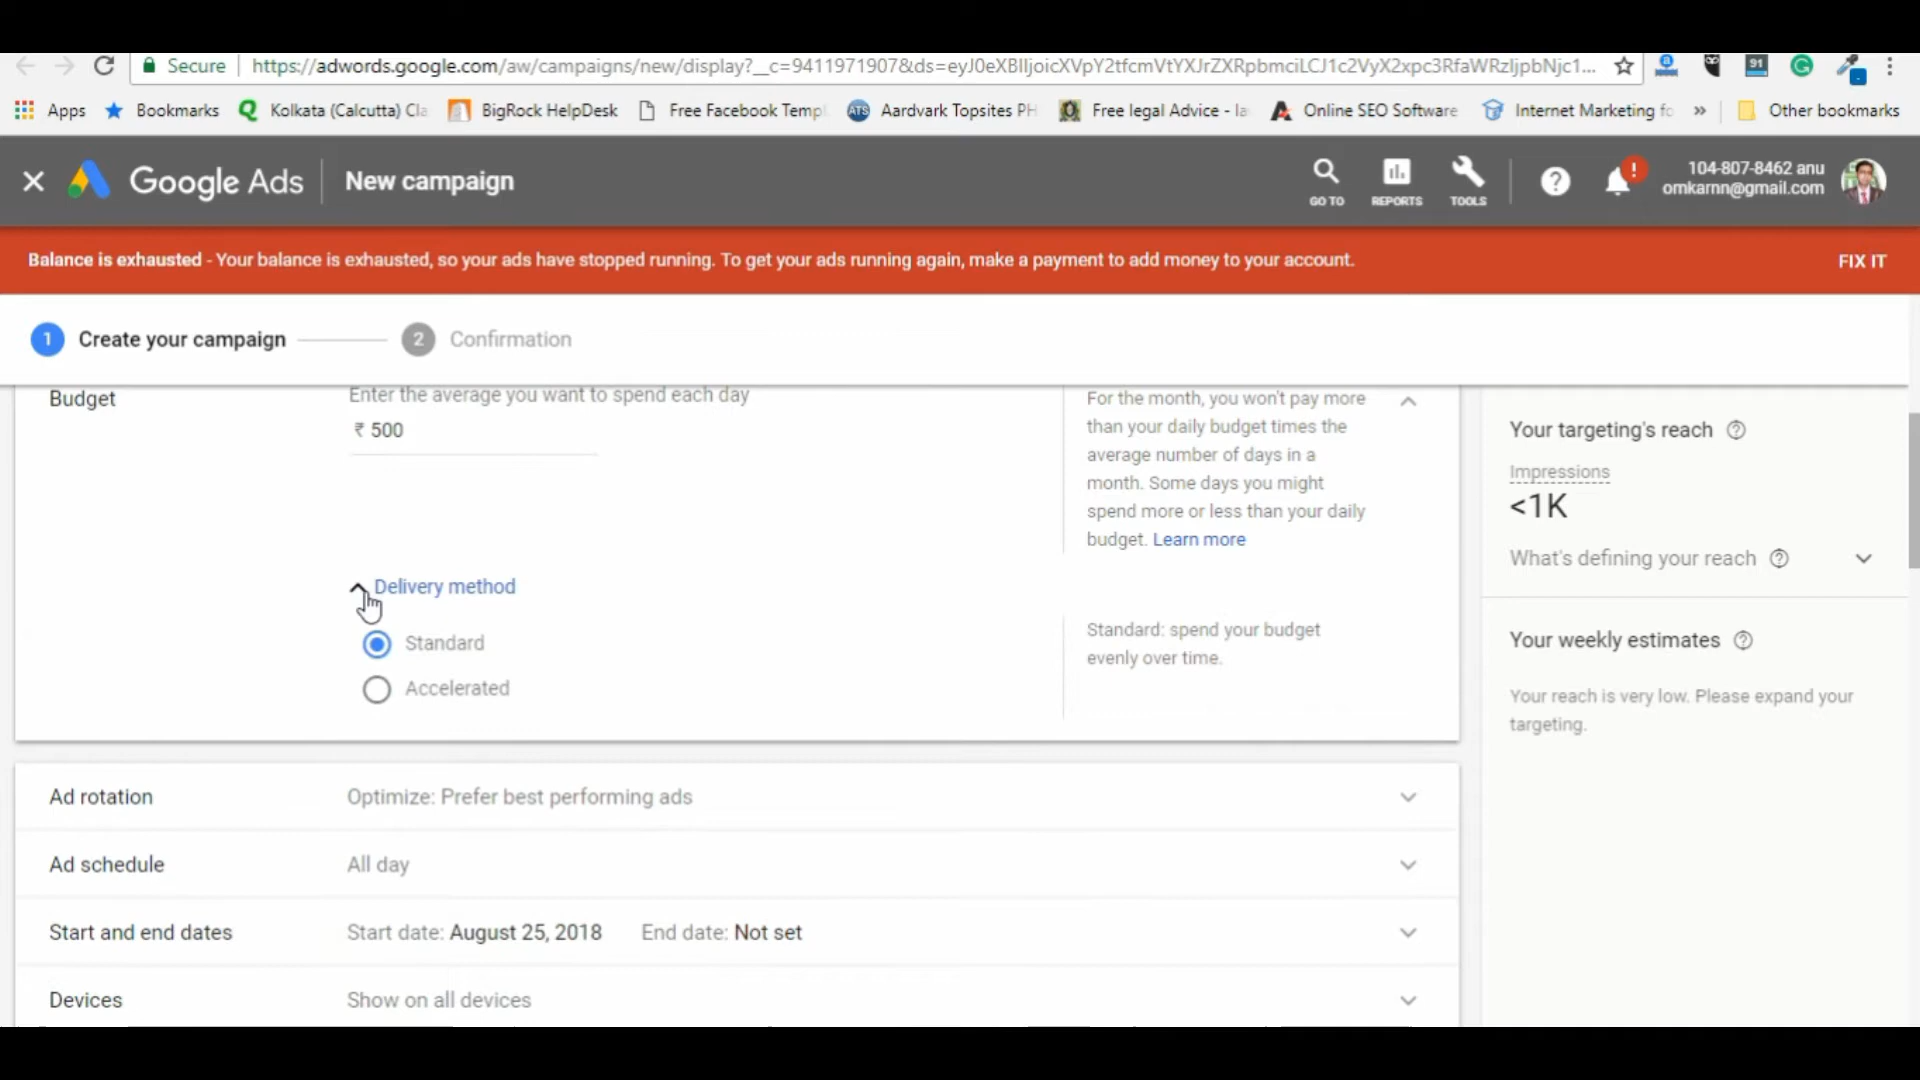 Secure
https://adwords.google.com/aw/campaigns/new/display?__c=9411971907&ds=eyJ0eXBlIjoicXVpY2tfcmVtYXJrZXRpbmciLCJ1c2VyX2xpc3RfaWRzIjpbNjc1...
91
Apps
Bookmarks
Kolkata (Calcutta) Cla
BigRock HelpDesk
Free Facebook Templ
ATS
Aardvark Topsites PH
Free legal Advice - la
Online SEO Software
Internet Marketing fo
»
Other bookmarks
Google Ads
New campaign
GO TO
REPORTS
TOOLS
?
!
104-807-8462 anu
omkarnn@gmail.com
Balance is exhausted - Your balance is exhausted, so your ads have stopped running. To get your ads running again, make a payment to add money to your account.
FIX IT
1 Create your campaign
2 Confirmation
Budget
Enter the average you want to spend each day
₹ 500
For the month, you won't pay more
than your daily budget times the
average number of days in a
month. Some days you might
spend more or less than your daily
budget. Learn more
Delivery method
Standard
Accelerated
Standard: spend your budget
evenly over time.
Your targeting's reach ?
Impressions
<1K
What's defining your reach ?
Your weekly estimates ?
Your reach is very low. Please expand your
targeting.
Ad rotation
Optimize: Prefer best performing ads
Ad schedule
All day
Start and end dates
Start date: August 25, 2018
End date: Not set
Devices
Show on all devices